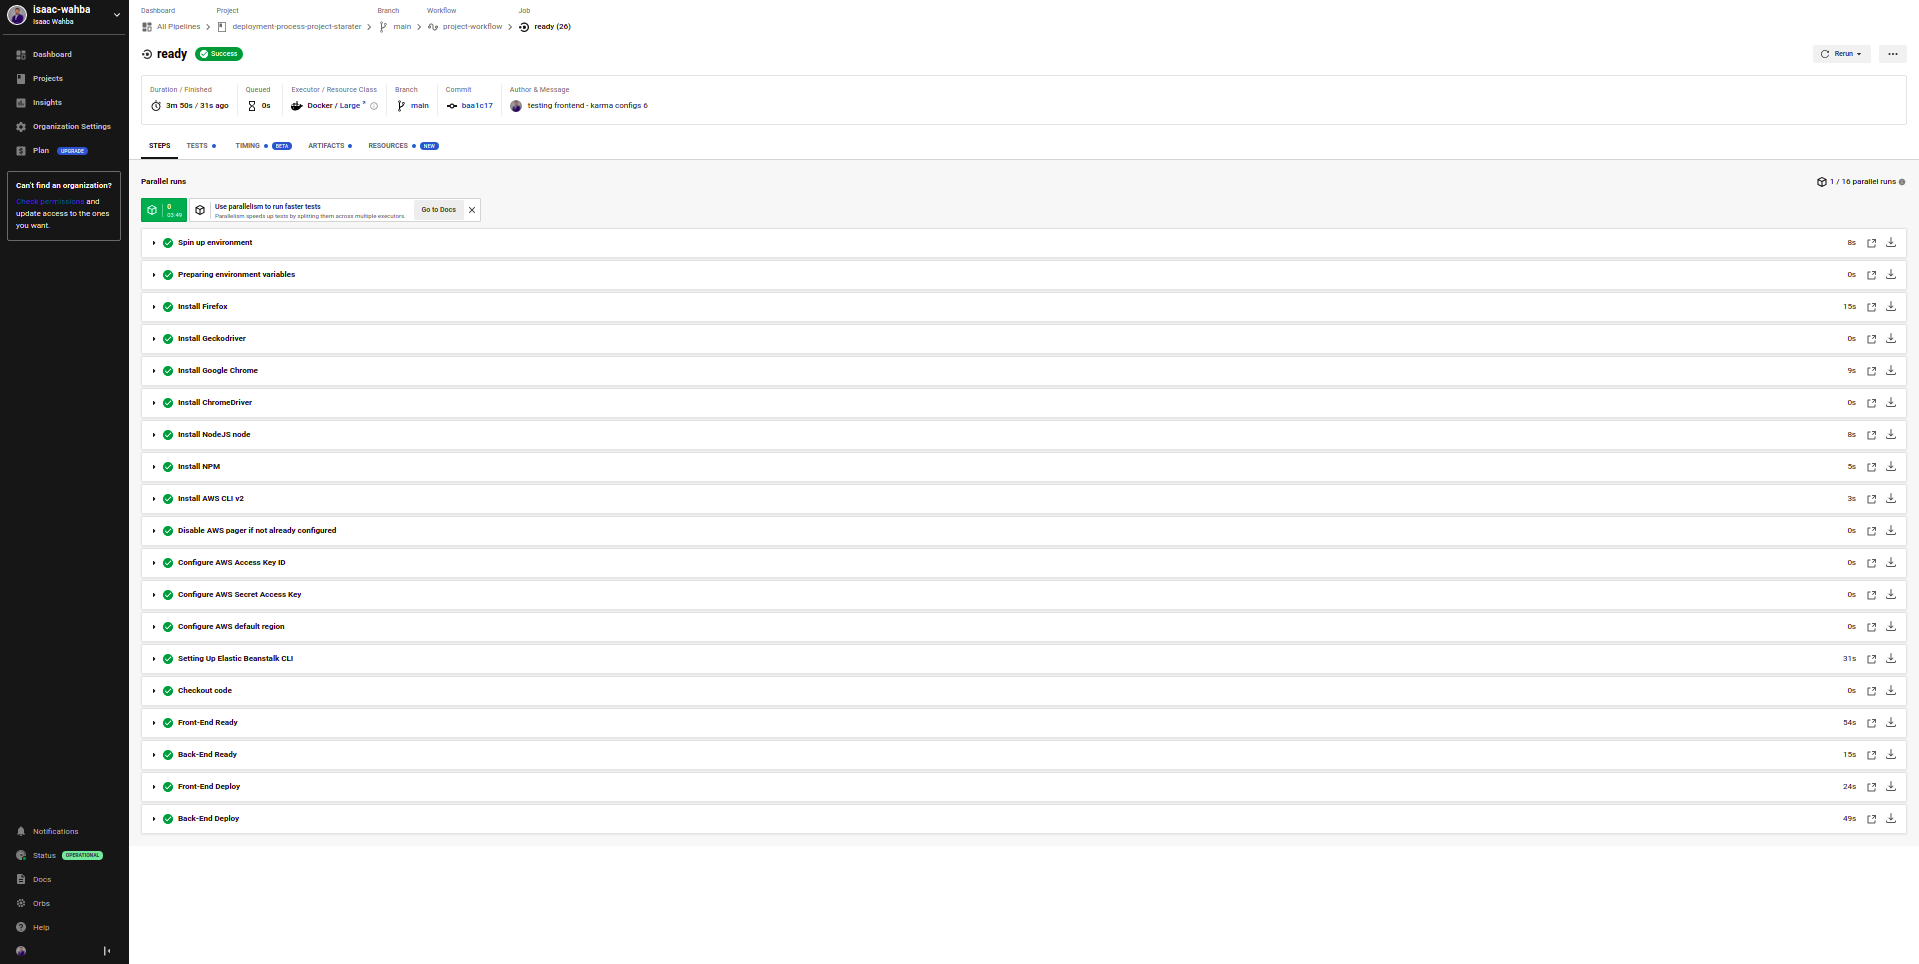 isaac-wahba
Isaac Wahba
Dashboard
Projects
Insights
Organization Settings
Plan UPGRADE
Can't find an organization?
Check permissions and
update access to the ones
you want.
Notifications
Status OPERATIONAL
Docs
Orbs
Help
Dashboard Project Branch Workflow Job
All Pipelines deployment-process-project-starater main project-workflow ready (26)
ready Success Rerun
Duration / Finished Queued Executor / Resource Class Branch Commit Author & Message
3m 50s / 31s ago 0s Docker / Large main baa1c17 testing frontend - karma configs 6
STEPS TESTS TIMING BETA ARTIFACTS RESOURCES NEW
Parallel runs 1 / 16 parallel runs
0
03:49
Use parallelism to run faster tests
Parallelism speeds up tests by splitting them across multiple executors.
Go to Docs
Spin up environment 8s
Preparing environment variables 0s
Install Firefox 15s
Install Geckodriver 0s
Install Google Chrome 9s
Install ChromeDriver 0s
Install NodeJS node 8s
Install NPM 5s
Install AWS CLI v2 3s
Disable AWS pager if not already configured 0s
Configure AWS Access Key ID 0s
Configure AWS Secret Access Key 0s
Configure AWS default region 0s
Setting Up Elastic Beanstalk CLI 31s
Checkout code 0s
Front-End Ready 54s
Back-End Ready 15s
Front-End Deploy 24s
Back-End Deploy 49s